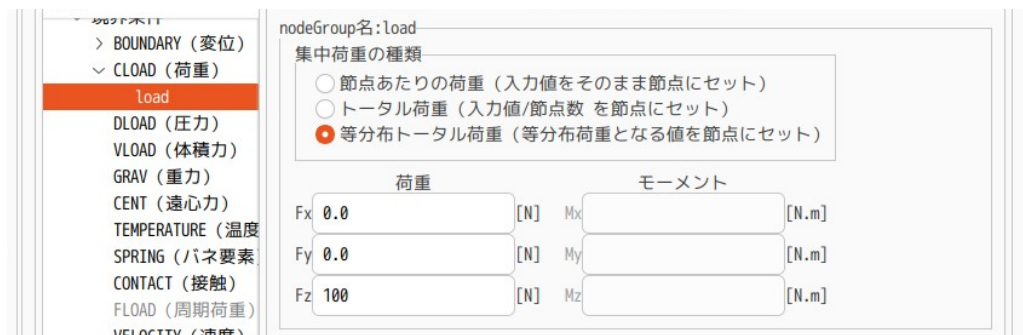 境界条件
> BOUNDARY (変位)
∨ CLOAD (荷重)
load
DLOAD (圧力)
VLOAD (体積力)
GRAV (重力)
CENT (遠心力)
TEMPERATURE (温度
SPRING (バネ要素
CONTACT (接触)
FLOAD (周期荷重)
VELOCITY (速度)
nodeGroup名:load
集中荷重の種類
節点あたりの荷重 (入力値をそのまま節点にセット)
トータル荷重 (入力値/節点数 を節点にセット)
等分布トータル荷重 (等分布荷重となる値を節点にセット)
荷重 モーメント
Fx 0.0 [N] Mx [N.m]
Fy 0.0 [N] My [N.m]
Fz 100 [N] Mz [N.m]